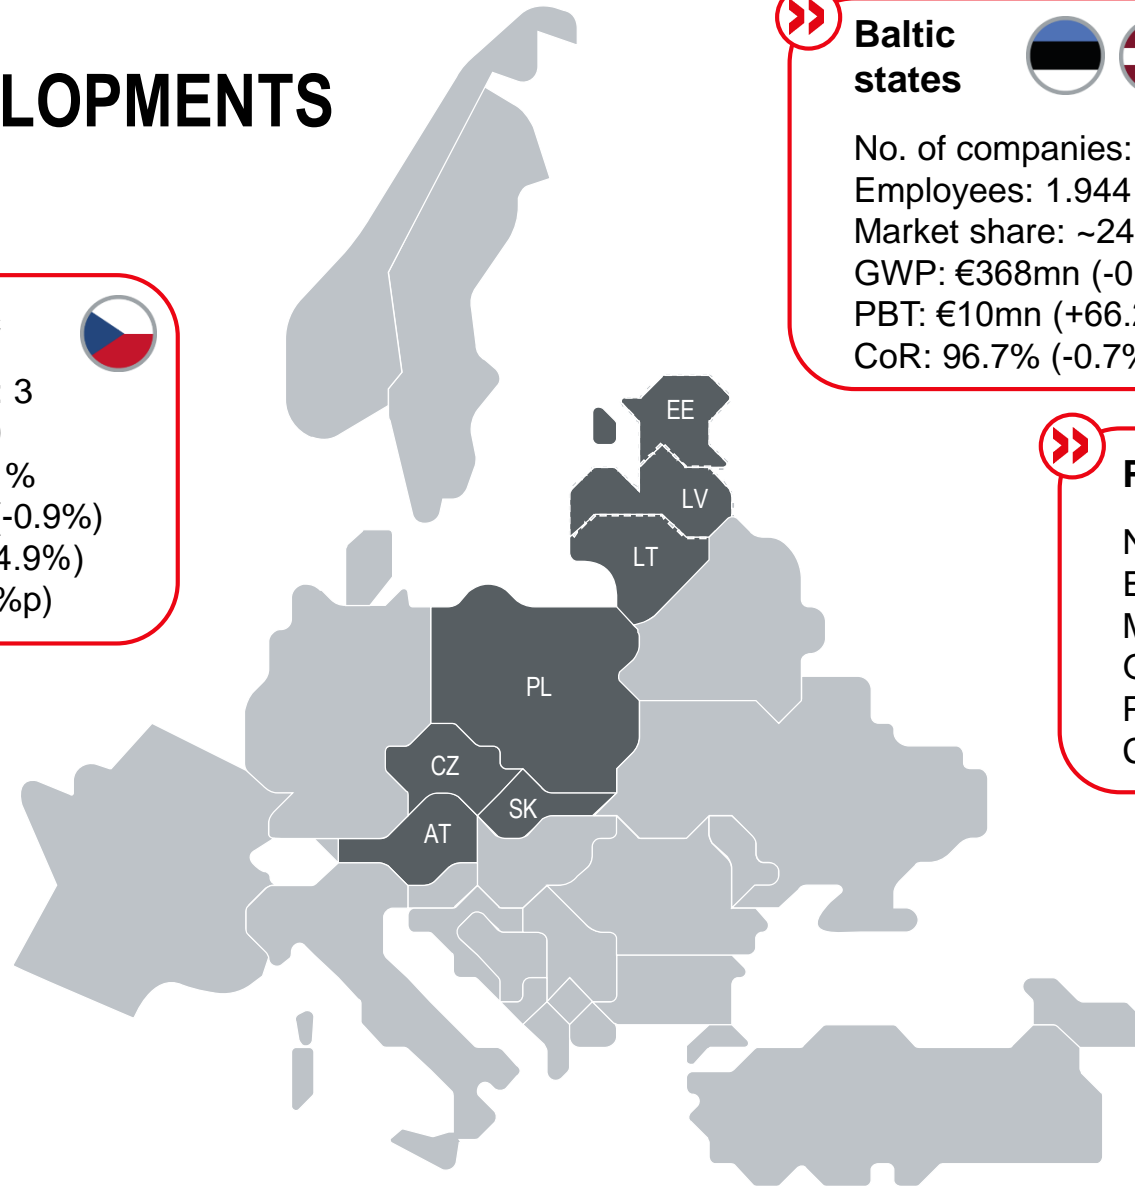 LOPMENTS
Baltic
states
No. of companies:
Employees: 1.944
Market share: ~24
GWP: €368mn (-0
PBT: €10mn (+66.
CoR: 96.7% (-0.7%
3
%
-0.9%)
4.9%)
%p)
EE
LV
LT
PL
CZ
SK
AT